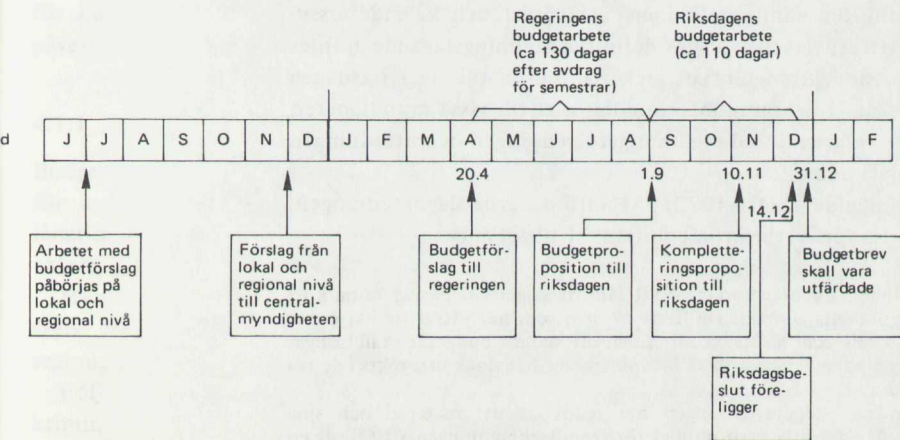 Regeringens
budgetarbete
(ca 130 dagar
efter avdrag
för semestrar)
Riksdagens
budgetarbete
(ca 110 dagar)
d
J J A S O N D J F M A M J J A S O N D J F
20.4 1.9 10.11 31.12
14.12
Arbetet med
budgetförslag
påbörjas på
lokal och
regional nivå
Förslag från
lokal och
regional nivå
till central-
myndigheten
Budgetför-
slag till
regeringen
Budgetpro-
position till
riksdagen
Komplette-
ringspropo-
sition till
riksdagen
Budgetbrev
skall vara
utfärdade
Riksdagsbe-
slut före-
ligger